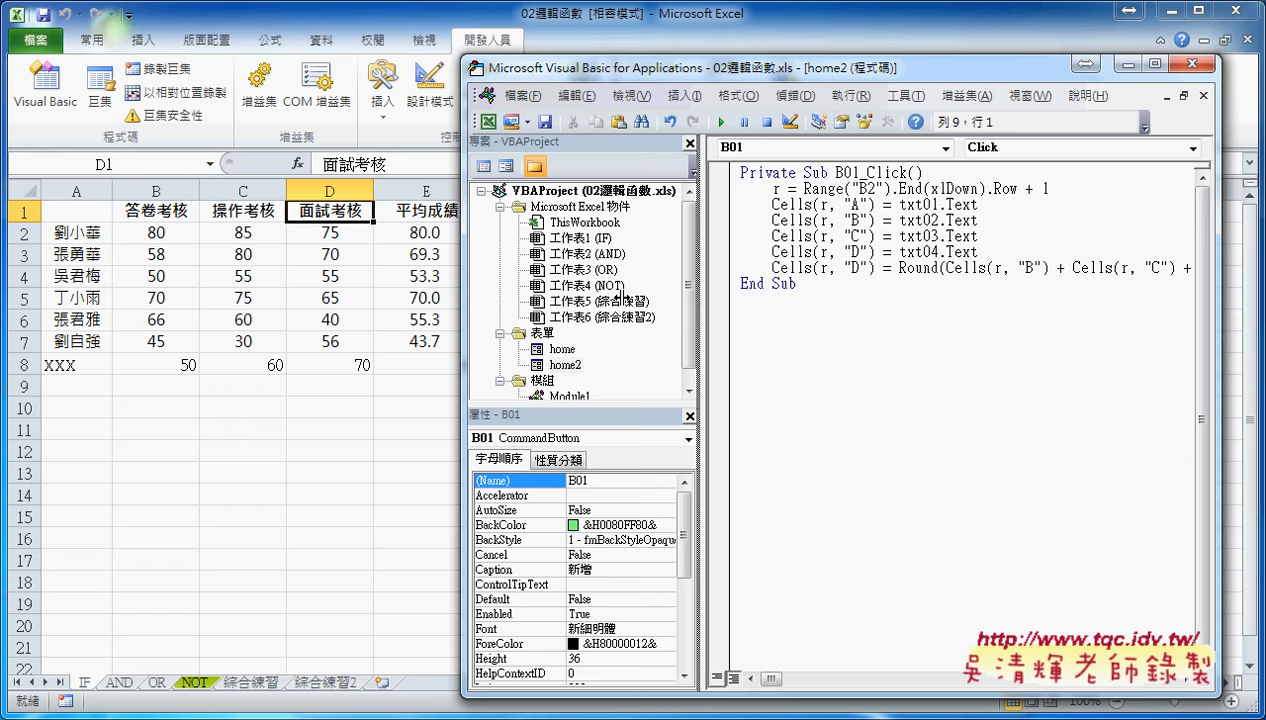 02邏輯函數 [相容模式] - Microsoft Excel
檔案 常用 插入 版面配置 公式 資料 校閱 檢視 開發人員
Visual Basic 巨集 錄製巨集 以相對位置錄製 巨集安全性 增益集 COM 增益集 插入 設計模式
程式碼 增益集
D1 fx 面試考核
A B C D E
1 答卷考核 操作考核 面試考核 平均成績
2 劉小華 80 85 75 80.0
3 張勇華 58 80 70 69.3
4 吳君梅 50 55 55 53.3
5 丁小雨 70 75 65 70.0
6 張君雅 66 60 40 55.3
7 劉自強 45 30 56 43.7
8 XXX 50 60 70
9
10
11
12
13
14
15
16
17
18
19
20
21
22
IF AND OR NOT 綜合練習 綜合練習2
就緒 100%
Microsoft Visual Basic for Applications - 02邏輯函數.xls - [home2 (程式碼)]
檔案(F) 編輯(E) 檢視(V) 插入(I) 格式(O) 偵錯(D) 執行(R) 工具(T) 增益集(A) 視窗(W) 說明(H)
列 9，行 1
專案 - VBAProject
VBAProject (02邏輯函數.xls)
Microsoft Excel 物件
ThisWorkbook
工作表1 (IF)
工作表2 (AND)
工作表3 (OR)
工作表4 (NOT)
工作表5 (綜合練習)
工作表6 (綜合練習2)
表單
home
home2
模組
Module1
屬性 - B01
B01 CommandButton
字母順序 性質分類
(Name) B01
Accelerator
AutoSize False
BackColor &H0080FF80&
BackStyle 1 - fmBackStyleOpaque
Cancel False
Caption 新增
ControlTipText
Default False
Enabled True
Font 新細明體
ForeColor &H80000012&
Height 36
HelpContextID 0
B01 Click
Private Sub B01_Click()
r = Range("B2").End(xlDown).Row + 1
Cells(r, "A") = txt01.Text
Cells(r, "B") = txt02.Text
Cells(r, "C") = txt03.Text
Cells(r, "D") = txt04.Text
Cells(r, "D") = Round(Cells(r, "B") + Cells(r, "C") +
End Sub
http://www.tqc.idv.tw/
吳清輝老師錄製